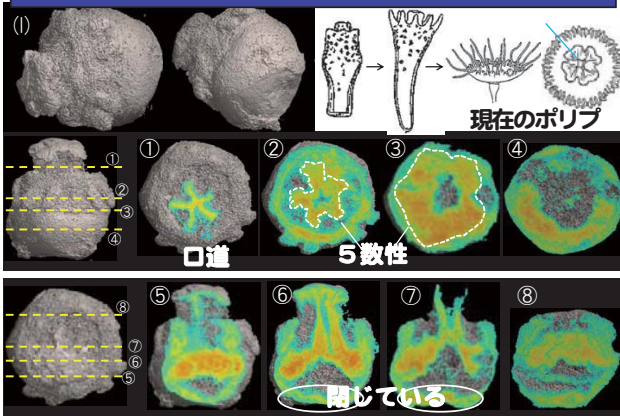 (l)
現在のポリプ
①
②
③
④
① ② ③ ④
口道
5数性
⑧
⑦
⑥
⑤
⑤ ⑥ ⑦ ⑧
閉じている